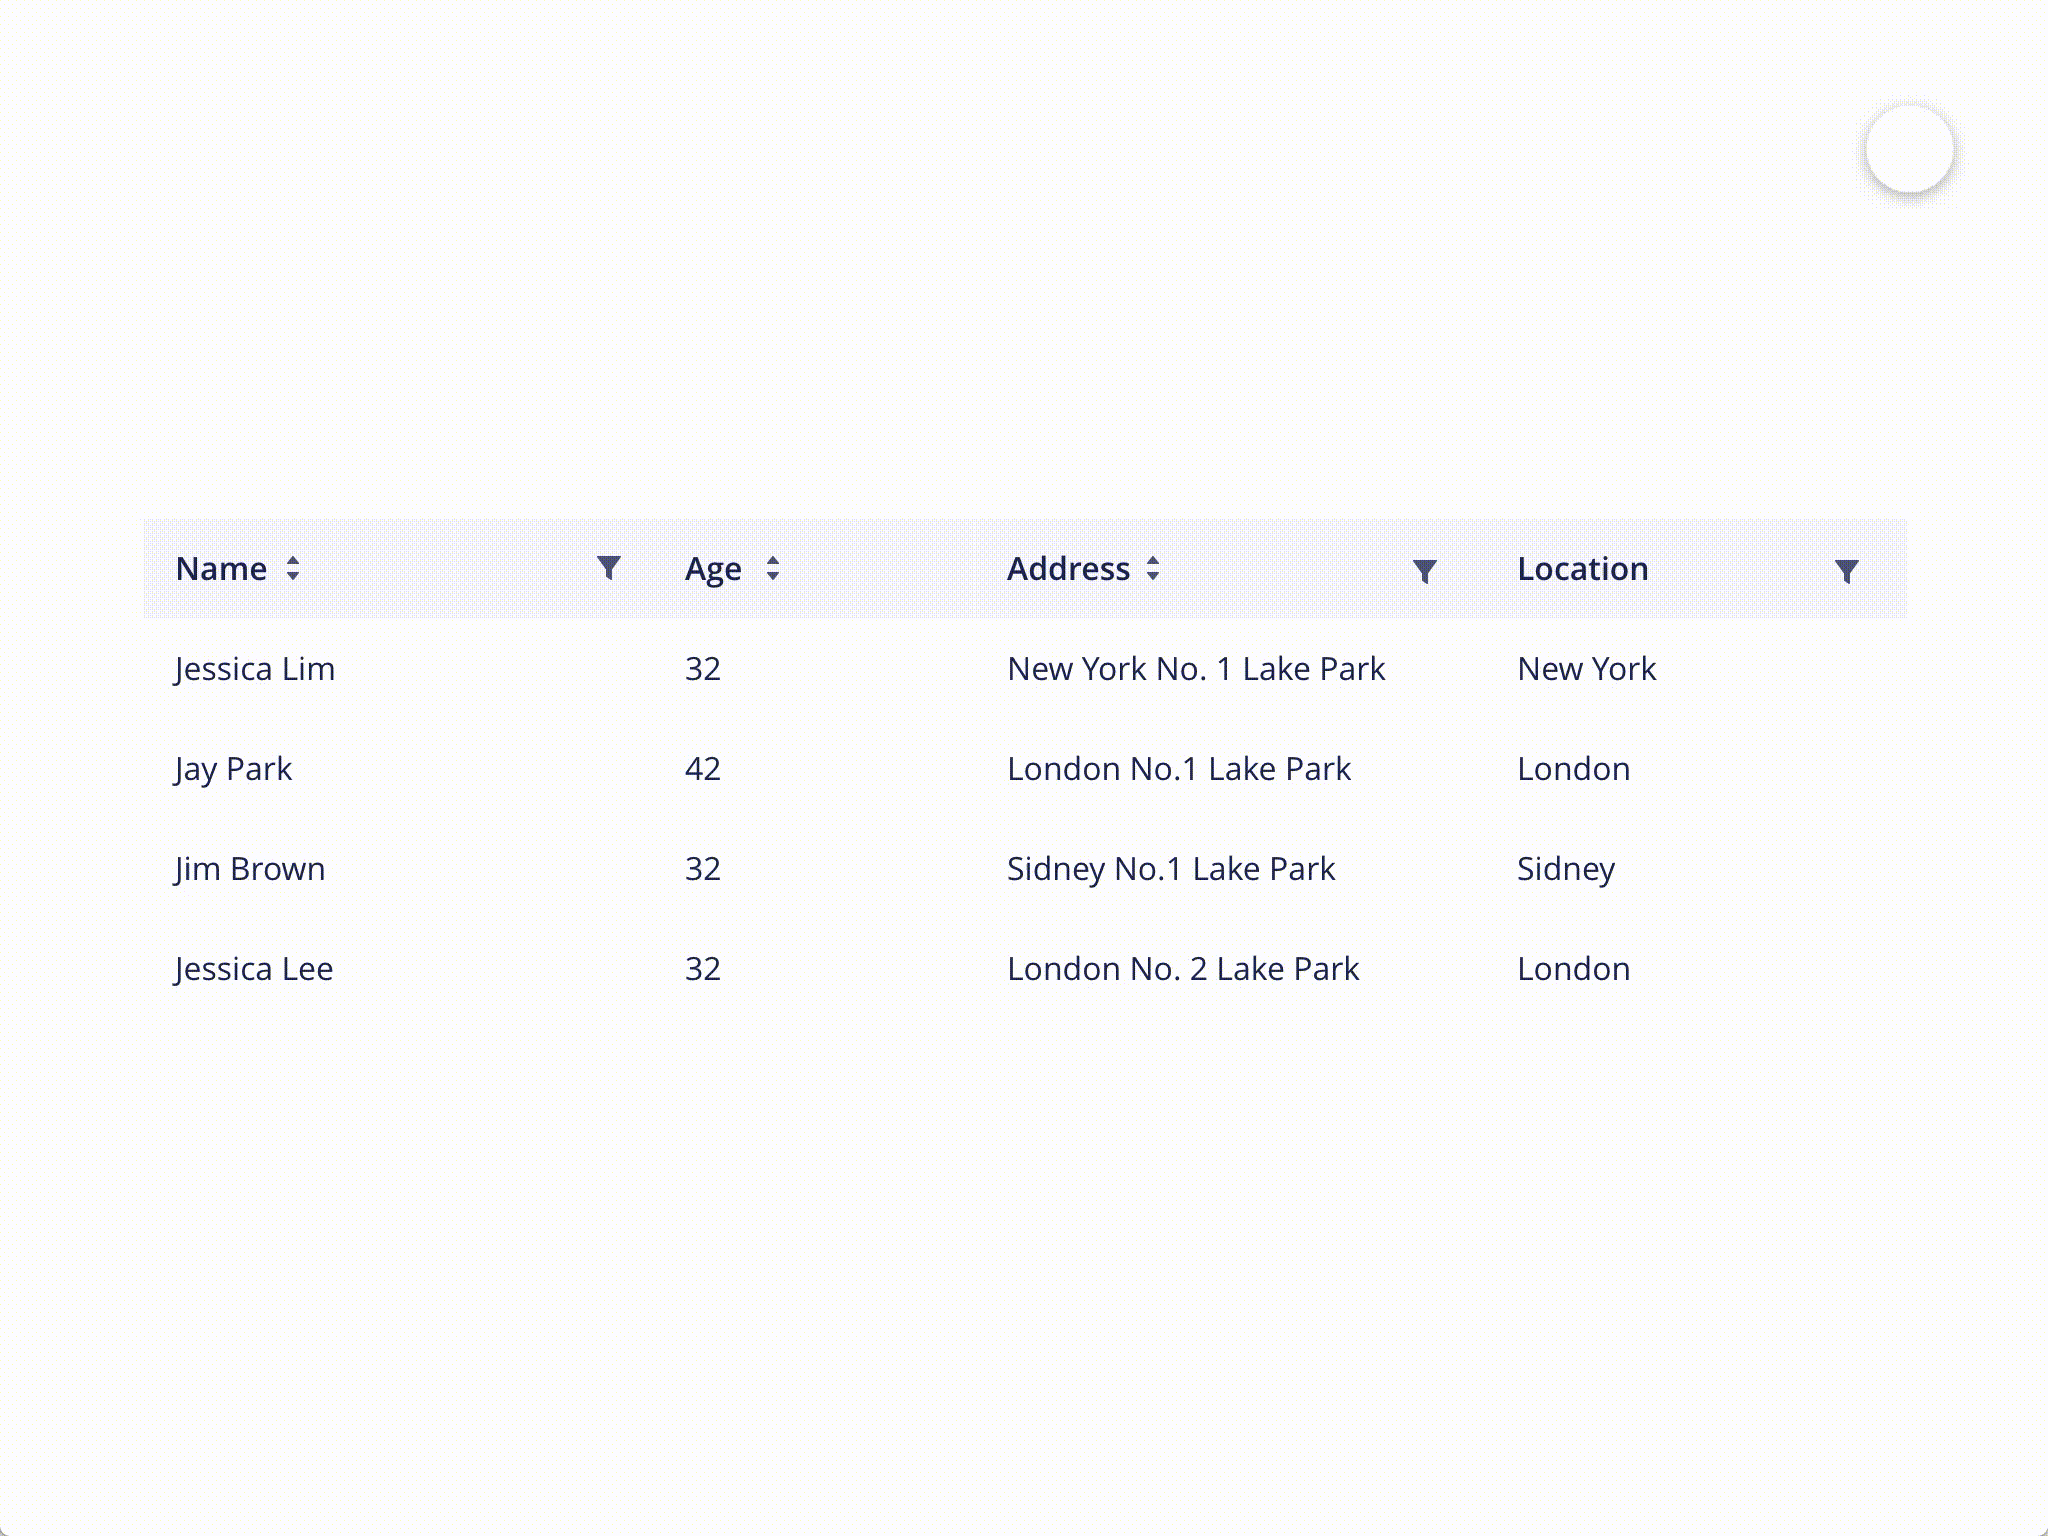 Name Age Address Location
Jessica Lim 32 New York No. 1 Lake Park New York
Jay Park 42 London No.1 Lake Park London
Jim Brown 32 Sidney No.1 Lake Park Sidney
Jessica Lee 32 London No. 2 Lake Park London